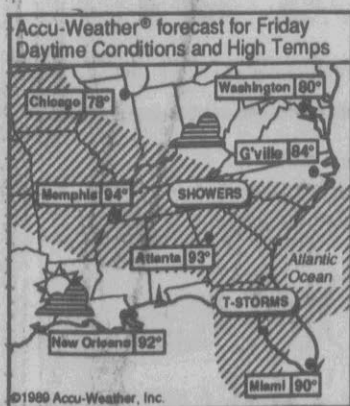 Accu-Weather® forecast for Friday
Daytime Conditions and High Temps
Washington 80°
Chicago 78°
G'ville 84°
Memphis 94°
SHOWERS
Atlanta 93°
Atlantic
Ocean
T-STORMS
New Orleans 92°
Miami 90°
©1989 Accu-Weather, Inc.